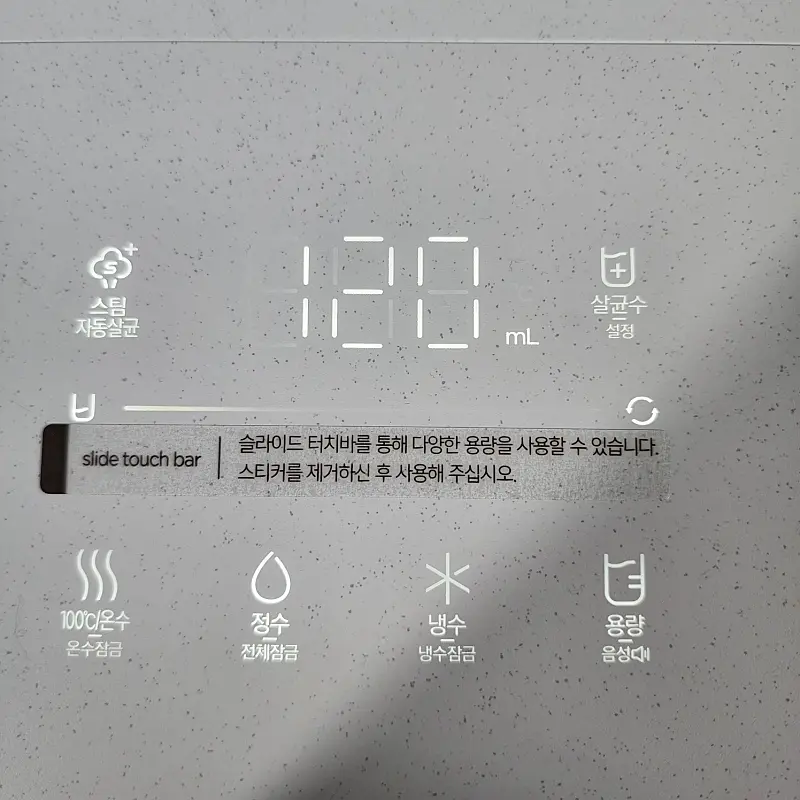 스팀
자동살균
120 mL
살균수
설정
slide touch bar
슬라이드 터치바를 통해 다양한 용량을 사용할 수 있습니다.
스티커를 제거하신 후 사용해 주십시오.
100℃/온수
온수잠금
정수
전체잠금
냉수
냉수잠금
용량
음성